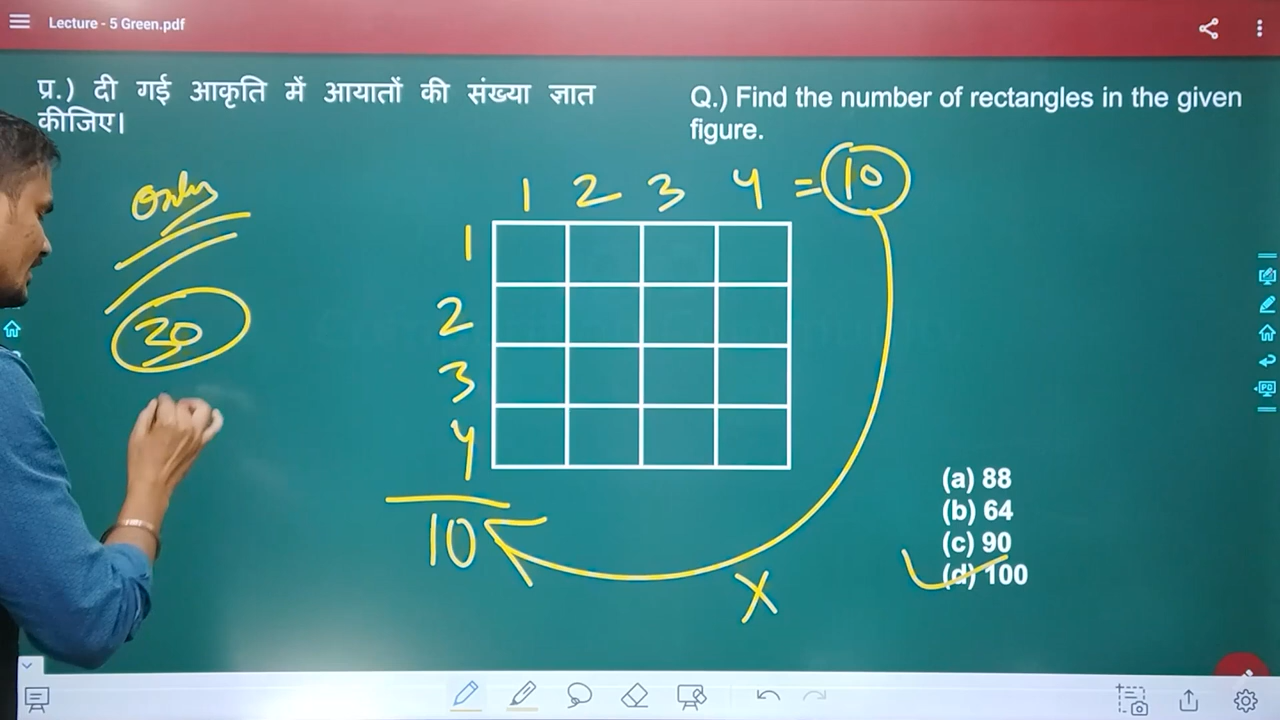 Lecture - 5 Green.pdf
प्र.) दी गई आकृति में आयातों की संख्या ज्ञात
कीजिए।
Q.) Find the number of rectangles in the given
figure.
only
30
1 2 3 4 = 10
1
2
3
4
10
x
(a) 88
(b) 64
(c) 90
(d) 100
PD